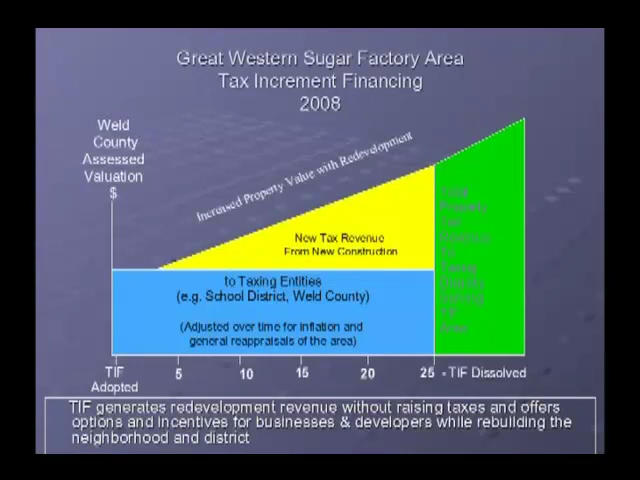 Great Western Sugar Factory Area
Tax Increment Financing
2008
Weld
County
Assessed
Valuation
$
Increased Property Value with Redevelopment
New Tax Revenue
From New Construction
to Taxing Entities
(e.g. School District, Weld County)
(Adjusted over time for inflation and
general reappraisals of the area)
Property
TIF
Adopted
5
10
15
20
25 - TIF Dissolved
TIF generates redevelopment revenue without raising taxes and offers
options and incentives for businesses & developers while rebuilding the
neighborhood and district